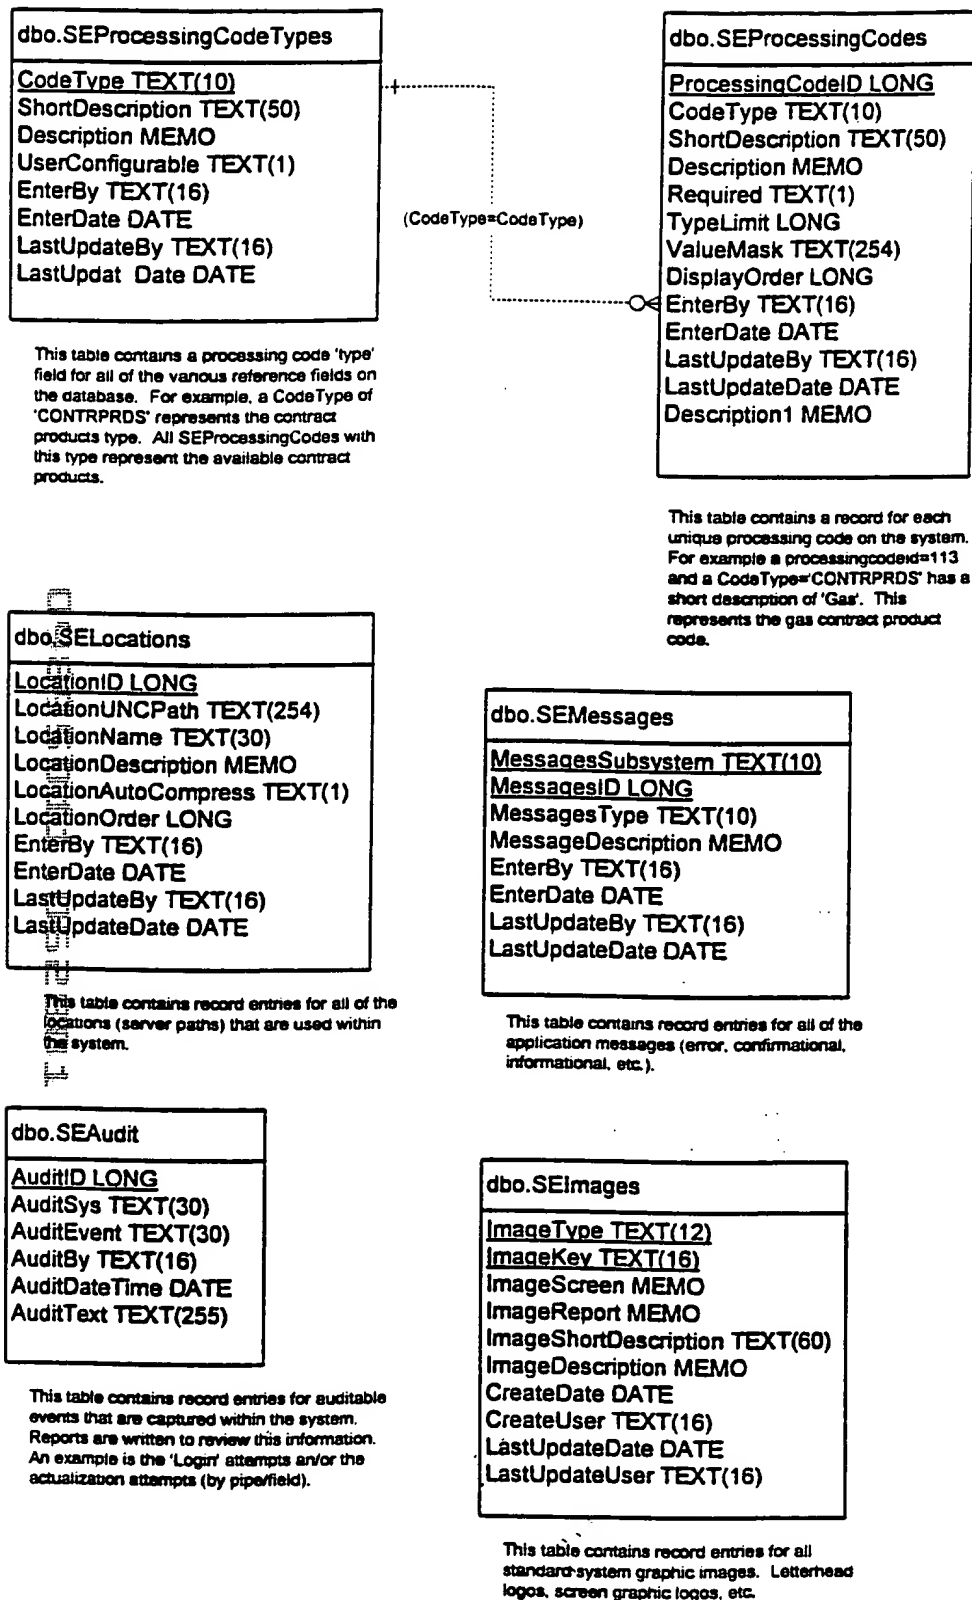 dbo.SEProcessingCodeTypes
CodeType TEXT(10)
ShortDescription TEXT(50)
Description MEMO
UserConfigurable TEXT(1)
EnterBy TEXT(16)
EnterDate DATE
LastUpdateBy TEXT(16)
LastUpdat Date DATE
This table contains a processing code 'type'
field for all of the various reference fields on
the database. For example, a CodeType of
'CONTRPRDS' represents the contract
products type. All SEProcessingCodes with
this type represent the available contract
products.
(CodeType=CodeType)
dbo.SEProcessingCodes
ProcessingCodeID LONG
CodeType TEXT(10)
ShortDescription TEXT(50)
Description MEMO
Required TEXT(1)
TypeLimit LONG
ValueMask TEXT(254)
DisplayOrder LONG
EnterBy TEXT(16)
EnterDate DATE
LastUpdateBy TEXT(16)
LastUpdateDate DATE
Description1 MEMO
This table contains a record for each
unique processing code on the system.
For example a processingcodeid=113
and a CodeType='CONTRPRDS' has a
short description of 'Gas'. This
represents the gas contract product
code.
dbo.SELocations
LocationID LONG
LocationUNCPath TEXT(254)
LocationName TEXT(30)
LocationDescription MEMO
LocationAutoCompress TEXT(1)
LocationOrder LONG
EnterBy TEXT(16)
EnterDate DATE
LastUpdateBy TEXT(16)
LastUpdateDate DATE
This table contains record entries for all of the
locations (server paths) that are used within
the system.
dbo.SEMessages
MessagesSubsystem TEXT(10)
MessagesID LONG
MessagesType TEXT(10)
MessageDescription MEMO
EnterBy TEXT(16)
EnterDate DATE
LastUpdateBy TEXT(16)
LastUpdateDate DATE
This table contains record entries for all of the
application messages (error, confirmational,
informational, etc.).
dbo.SEAudit
AuditID LONG
AuditSys TEXT(30)
AuditEvent TEXT(30)
AuditBy TEXT(16)
AuditDateTime DATE
AuditText TEXT(255)
This table contains record entries for auditable
events that are captured within the system.
Reports are written to review this information.
An example is the 'Login' attempts an/or the
actualization attempts (by pipe/field).
dbo.SEImages
ImageType TEXT(12)
ImageKey TEXT(16)
ImageScreen MEMO
ImageReport MEMO
ImageShortDescription TEXT(60)
ImageDescription MEMO
CreateDate DATE
CreateUser TEXT(16)
LastUpdateDate DATE
LastUpdateUser TEXT(16)
This table contains record entries for all
standard system graphic images. Letterhead
logos, screen graphic logos, etc.